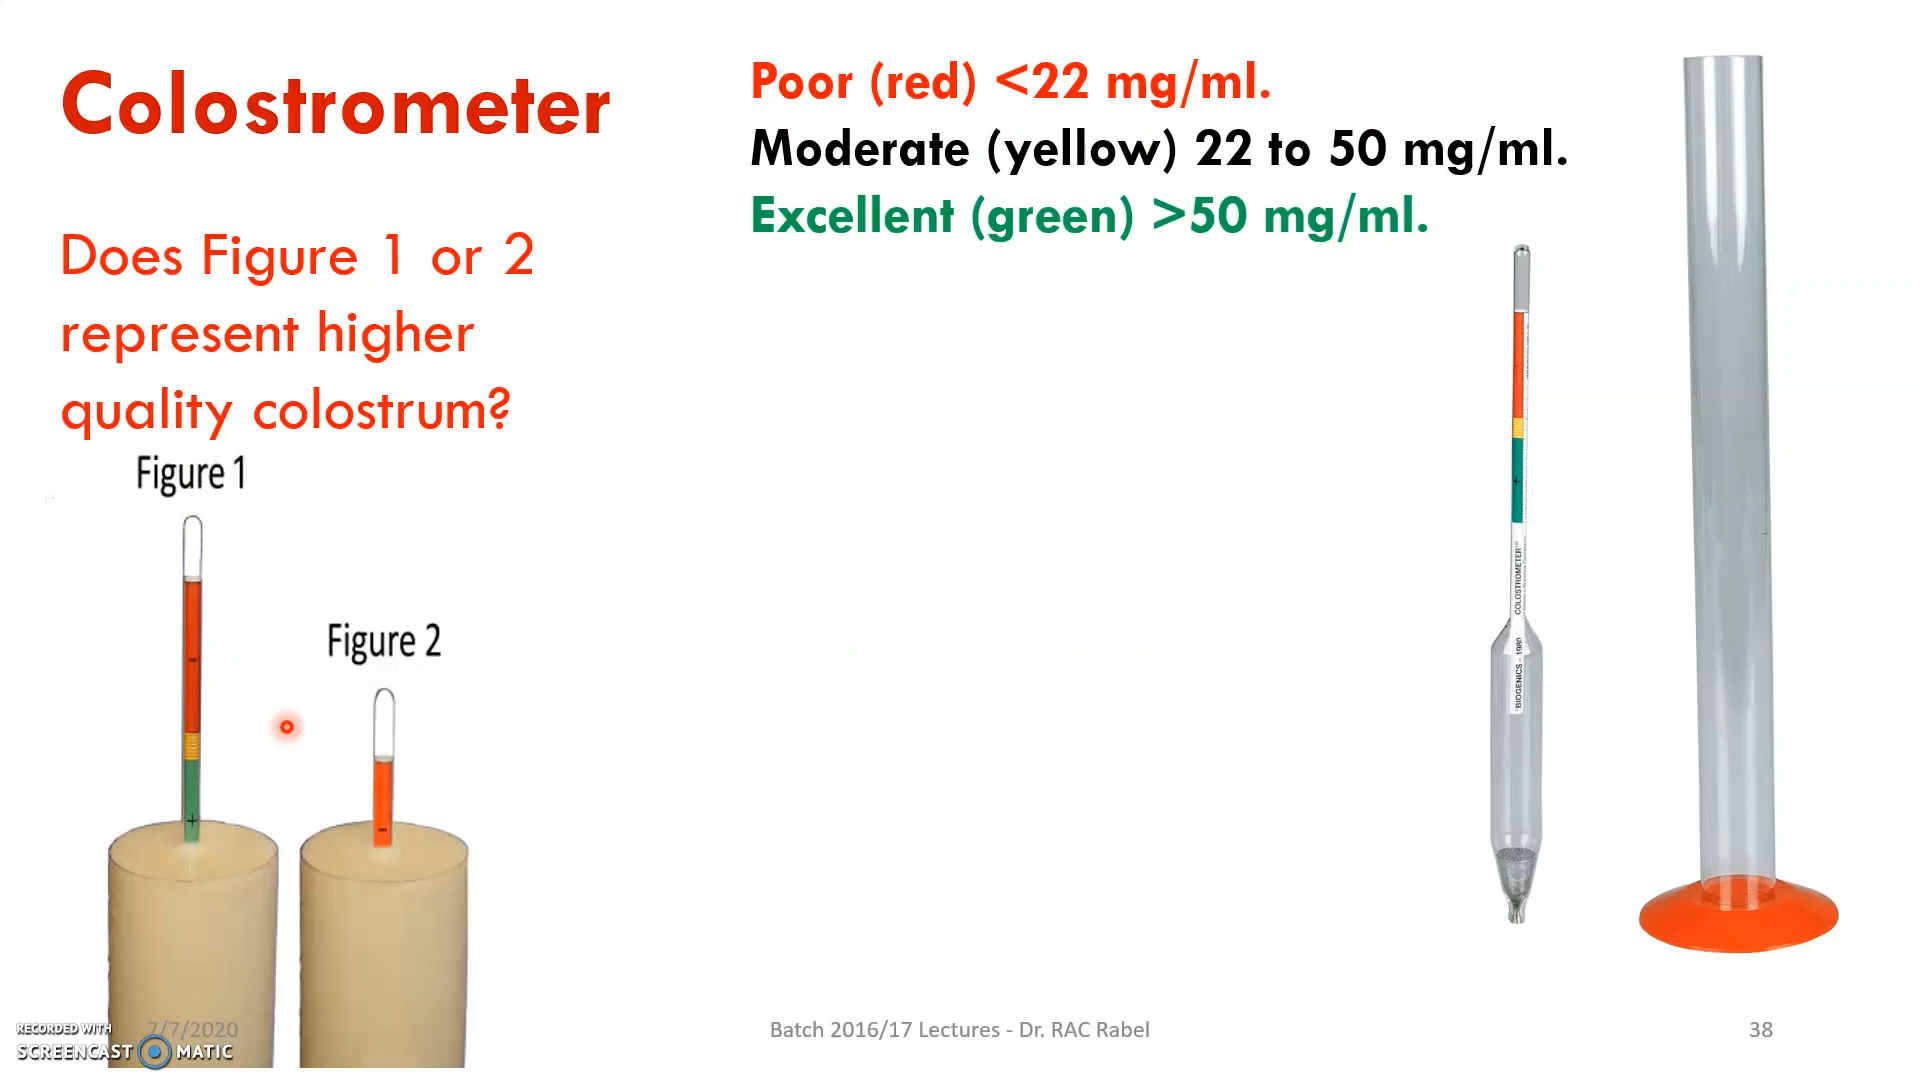 Colostrometer
Does Figure 1 or 2
represent higher
quality colostrum?
Poor (red) <22 mg/ml.
Moderate (yellow) 22 to 50 mg/ml.
Excellent (green) >50 mg/ml.
Figure 1
-
+
Figure 2
-
-
+
COLOSTROMETER™
BIOGENICS - 1980
7/7/2020
Batch 2016/17 Lectures - Dr. RAC Rabel
38
RECORDED WITH
SCREENCAST MATIC